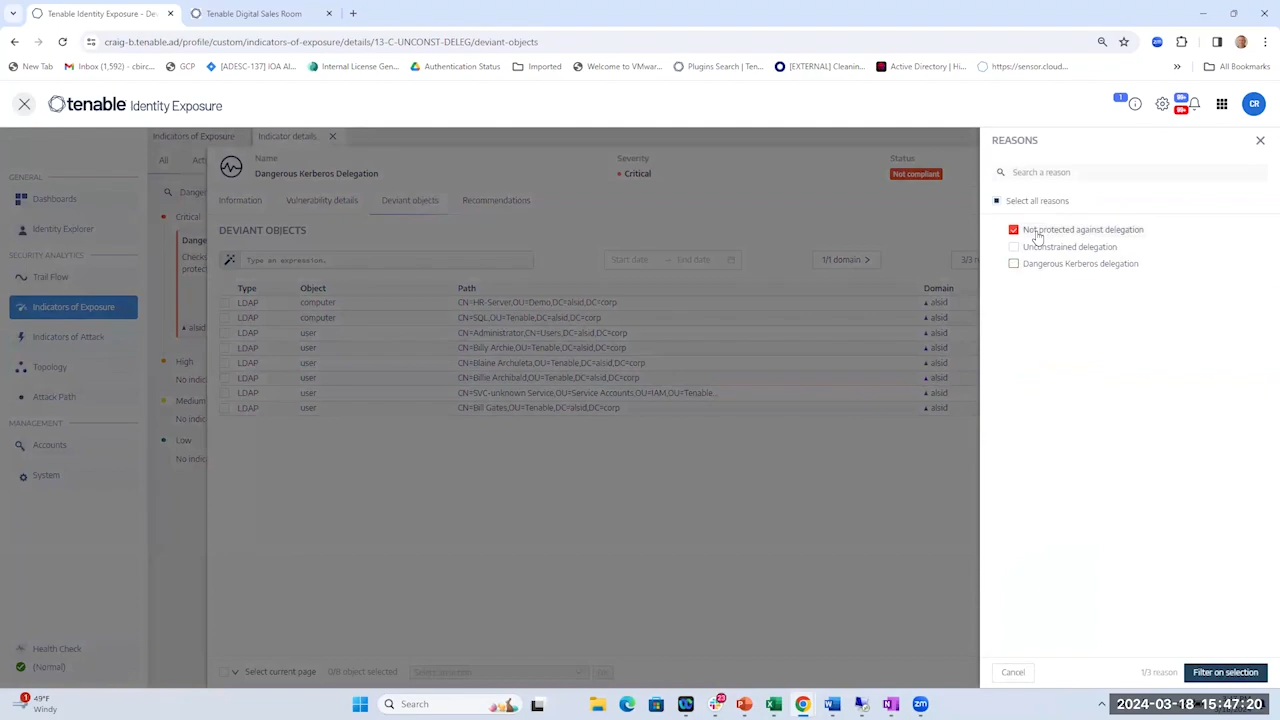 Tenable Identity Exposure - De
Tenable Digital Sales Room
craig-b.tenable.ad/profile/custom/indicators-of-exposure/details/13-C-UNCONST-DELEG/deviant-objects
New Tab
Inbox (1,592) - cbirc...
GCP
[ADESC-137] IOA AI...
Internal License Gen...
Authentication Status
Imported
Welcome to VMwar...
Plugins Search | Ten...
[EXTERNAL] Cleanin...
Active Directory | Hi...
https://sensor.cloud...
»
All Bookmarks
tenable Identity Exposure
1
99+
99+
CR
Indicators of Exposure
Indicator details
REASONS
GENERAL
Dashboards
Identity Explorer
SECURITY ANALYTICS
Trail Flow
Indicators of Exposure
Indicators of Attack
Topology
Attack Path
MANAGEMENT
Accounts
System
Health Check
(Normal)
All
Acti
Dange
Critical
Dange
Checks
protec
alsid
High
No indic
Medium
No indic
Low
No indic
Name
Dangerous Kerberos Delegation
Severity
Critical
Status
Not compliant
Information
Vulnerability details
Deviant objects
Recommendations
DEVIANT OBJECTS
Type an expression.
Start date
End date
1/1 domain >
3/3 r
Type Object Path Domain
LDAP computer CN=HR-Server,OU=Demo,DC=alsid,DC=corp alsid
LDAP computer CN=SQL,OU=Tenable,DC=alsid,DC=corp alsid
LDAP user CN=Administrator,CN=Users,DC=alsid,DC=corp alsid
LDAP user CN=Billy Archie,OU=Tenable,DC=alsid,DC=corp alsid
LDAP user CN=Blaine Archuleta,OU=Tenable,DC=alsid,DC=corp alsid
LDAP user CN=Billie Archibald,OU=Tenable,DC=alsid,DC=corp alsid
LDAP user CN=SVC-unknown Service,OU=Service Accounts,OU=IAM,OU=Tenable... alsid
LDAP user CN=Bill Gates,OU=Tenable,DC=alsid,DC=corp alsid
Select current page
0/8 object selected
Search a reason
Select all reasons
Not protected against delegation
Unconstrained delegation
Dangerous Kerberos delegation
Cancel
1/3 reason
Filter on selection
1
49°F
Windy
Search
23
2024-03-18 15:47:20